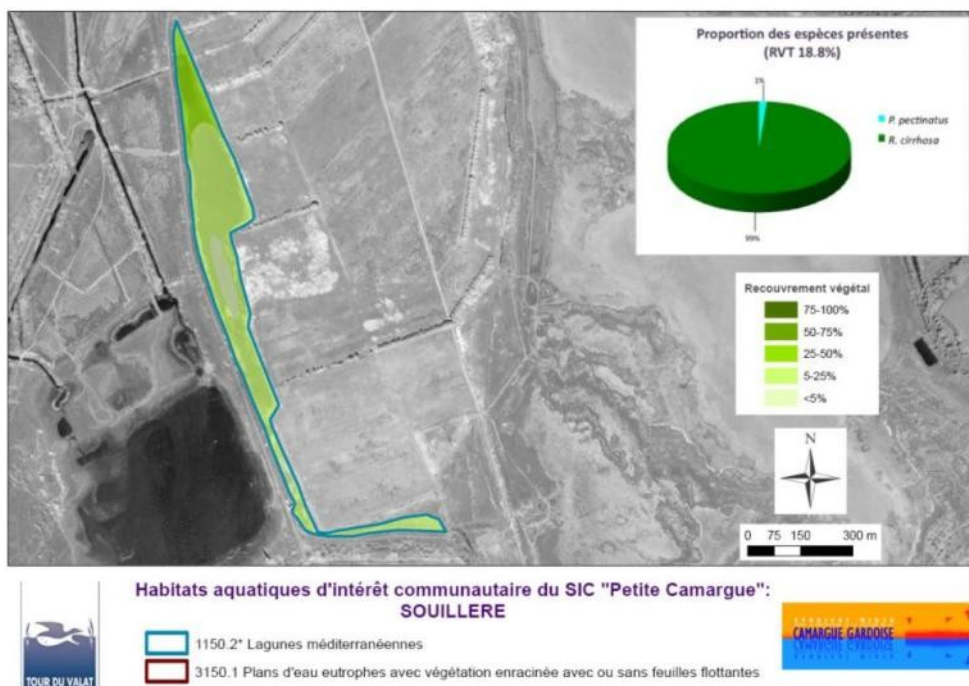 Proportion des espèces présentes
(RVT 18.8%)
1%
P. pectinatus
R. cirrhosa
99%
Recouvrement végétal
75-100%
50-75%
25-50%
5-25%
<5%
N
0 75 150 300 m
Habitats aquatiques d'intérêt communautaire du SIC "Petite Camargue":
SOUILLERE
1150.2* Lagunes méditerranéennes
3150.1 Plans d'eau eutrophes avec végétation enracinée avec ou sans feuilles flottantes
TOUR DU VALAT
SYNDICAT MIXTE
CAMARGUE GARDOISE